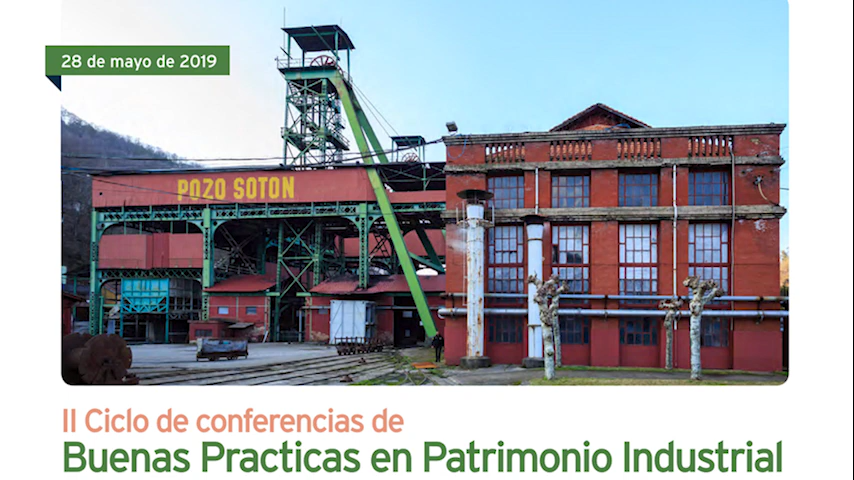 28 de mayo de 2019
POZO SOTON
II Ciclo de conferencias de
Buenas Practicas en Patrimonio Industrial